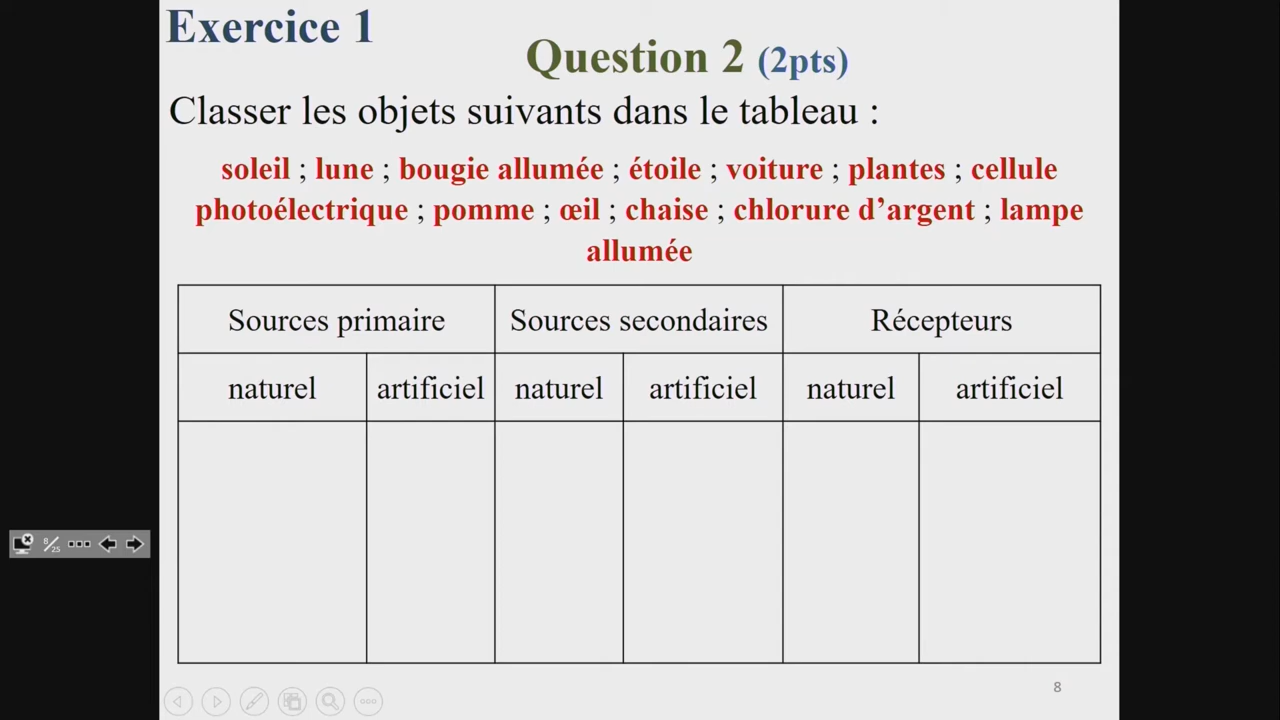 Exercice 1
Question 2 (2pts)
Classer les objets suivants dans le tableau :
soleil ; lune ; bougie allumée ; étoile ; voiture ; plantes ; cellule
photoélectrique ; pomme ; œil ; chaise ; chlorure d’argent ; lampe
allumée
Sources primaire Sources secondaires Récepteurs
naturel artificiel naturel artificiel naturel artificiel
8/25
8